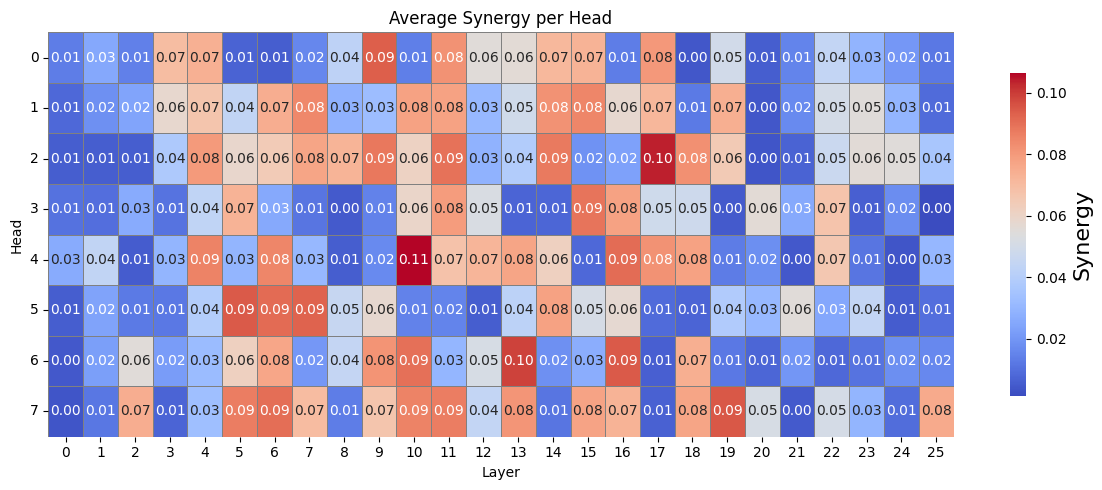 Average Synergy per Head
0 0.01 0.03 0.01 0.07 0.07 0.01 0.01 0.02 0.04 0.09 0.01 0.08 0.06 0.06 0.07 0.07 0.01 0.08 0.00 0.05 0.01 0.01 0.04 0.03 0.02 0.01
1 0.01 0.02 0.02 0.06 0.07 0.04 0.07 0.08 0.03 0.03 0.08 0.08 0.03 0.05 0.08 0.08 0.06 0.07 0.01 0.07 0.00 0.02 0.05 0.05 0.03 0.01
2 0.01 0.01 0.01 0.04 0.08 0.06 0.06 0.08 0.07 0.09 0.06 0.09 0.03 0.04 0.09 0.02 0.02 0.10 0.08 0.06 0.00 0.01 0.05 0.06 0.05 0.04
3 0.01 0.01 0.03 0.01 0.04 0.07 0.03 0.01 0.00 0.01 0.06 0.08 0.05 0.01 0.01 0.09 0.08 0.05 0.05 0.00 0.06 0.03 0.07 0.01 0.02 0.00
4 0.03 0.04 0.01 0.03 0.09 0.03 0.08 0.03 0.01 0.02 0.11 0.07 0.07 0.08 0.06 0.01 0.09 0.08 0.08 0.01 0.02 0.00 0.07 0.01 0.00 0.03
5 0.01 0.02 0.01 0.01 0.04 0.09 0.09 0.09 0.05 0.06 0.01 0.02 0.01 0.04 0.08 0.05 0.06 0.01 0.01 0.04 0.03 0.06 0.03 0.04 0.01 0.01
6 0.00 0.02 0.06 0.02 0.03 0.06 0.08 0.02 0.04 0.08 0.09 0.03 0.05 0.10 0.02 0.03 0.09 0.01 0.07 0.01 0.01 0.02 0.01 0.01 0.02 0.02
7 0.00 0.01 0.07 0.01 0.03 0.09 0.09 0.07 0.01 0.07 0.09 0.09 0.04 0.08 0.01 0.08 0.07 0.01 0.08 0.09 0.05 0.00 0.05 0.03 0.01 0.08
0 1 2 3 4 5 6 7 8 9 10 11 12 13 14 15 16 17 18 19 20 21 22 23 24 25
Layer
Head
0.10
0.08
0.06
0.04
0.02
Synergy